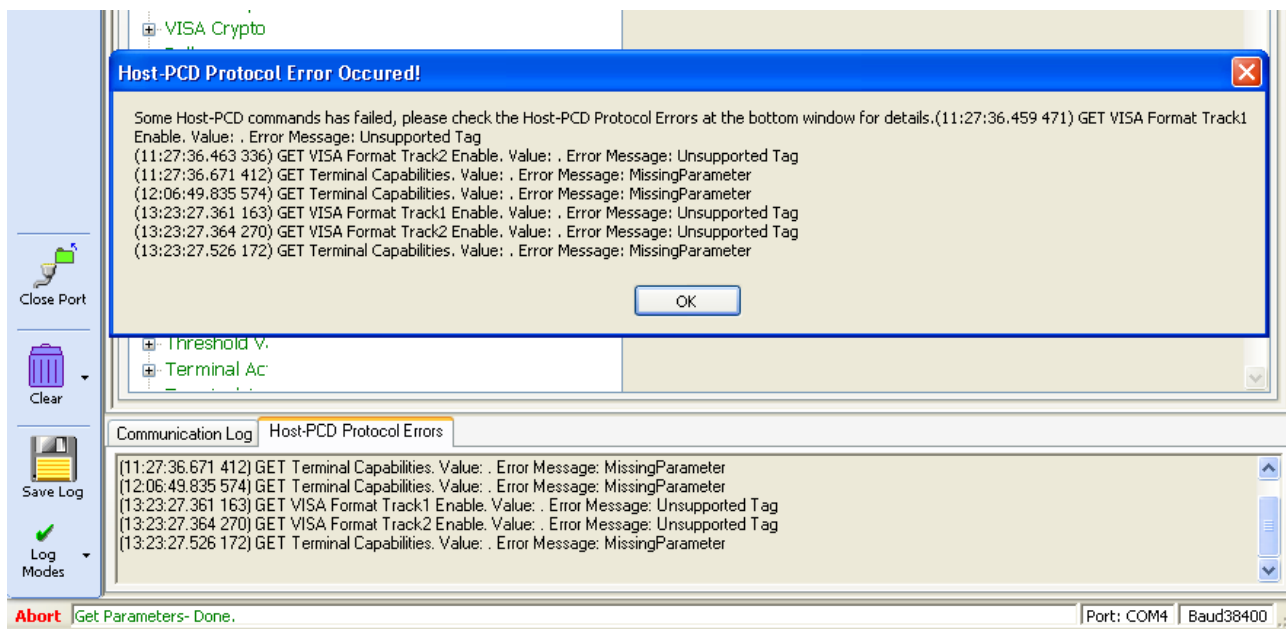 VISA Crypto
Host-PCD Protocol Error Occured!
Some Host-PCD commands has failed, please check the Host-PCD Protocol Errors at the bottom window for details.(11:27:36.459 471) GET VISA Format Track1
Enable. Value: . Error Message: Unsupported Tag
(11:27:36.463 336) GET VISA Format Track2 Enable. Value: . Error Message: Unsupported Tag
(11:27:36.671 412) GET Terminal Capabilities. Value: . Error Message: MissingParameter
(12:06:49.835 574) GET Terminal Capabilities. Value: . Error Message: MissingParameter
(13:23:27.361 163) GET VISA Format Track1 Enable. Value: . Error Message: Unsupported Tag
(13:23:27.364 270) GET VISA Format Track2 Enable. Value: . Error Message: Unsupported Tag
(13:23:27.526 172) GET Terminal Capabilities. Value: . Error Message: MissingParameter
OK
Close Port
Threshold V
Terminal Ac
Clear
Communication Log
Host-PCD Protocol Errors
(11:27:36.671 412) GET Terminal Capabilities. Value: . Error Message: MissingParameter
(12:06:49.835 574) GET Terminal Capabilities. Value: . Error Message: MissingParameter
(13:23:27.361 163) GET VISA Format Track1 Enable. Value: . Error Message: Unsupported Tag
(13:23:27.364 270) GET VISA Format Track2 Enable. Value: . Error Message: Unsupported Tag
(13:23:27.526 172) GET Terminal Capabilities. Value: . Error Message: MissingParameter
Save Log
Log
Modes
Abort
Get Parameters- Done.
Port: COM4
Baud38400